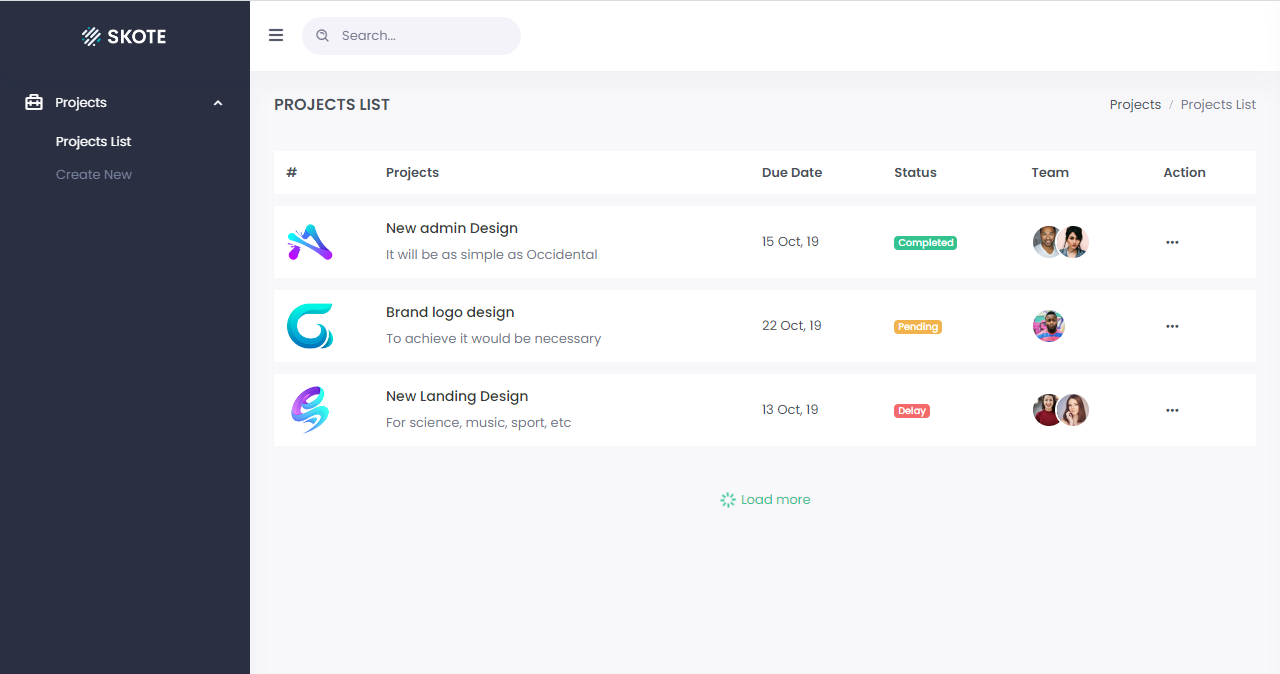 SKOTE
Search...
Projects
Projects List
Create New
PROJECTS LIST
Projects / Projects List
# Projects Due Date Status Team Action
New admin Design
It will be as simple as Occidental
15 Oct, 19
Completed
Brand logo design
To achieve it would be necessary
22 Oct, 19
Pending
New Landing Design
For science, music, sport, etc
13 Oct, 19
Delay
Load more